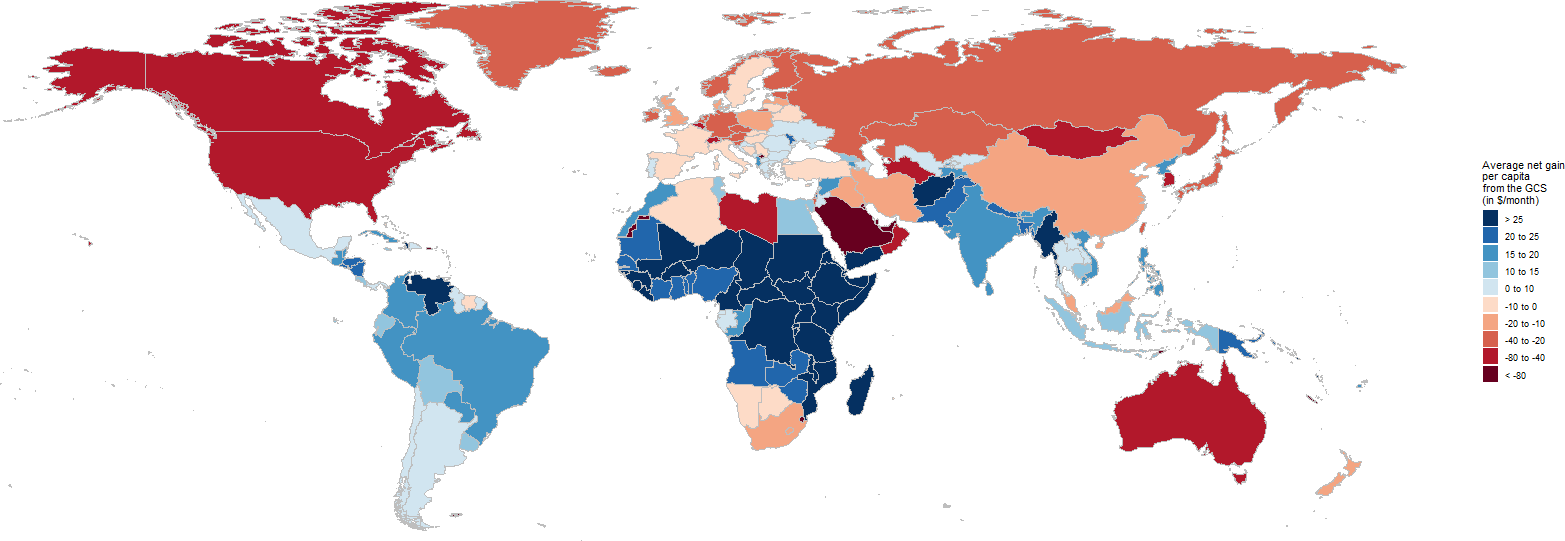 Average net gain
per capita
from the GCS
(in $/month)
> 25
20 to 25
15 to 20
10 to 15
0 to 10
-10 to 0
-20 to -10
-40 to -20
-80 to -40
< -80